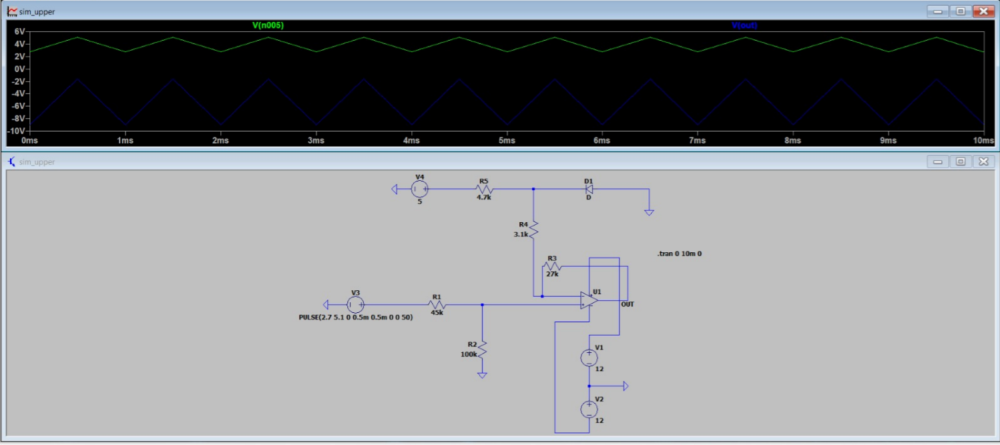 sim_upper
V(n005)
V(out)
6V
4V
2V
0V
-2V
-4V
-6V
-8V
-10V
0ms
1ms
2ms
3ms
4ms
5ms
6ms
7ms
8ms
9ms
10ms
sim_upper
V4
5
R5
4.7k
D1
D
R4
3.1k
.tran 0 10m 0
R3
27k
V3
PULSE(2.7 5.1 0 0.5m 0.5m 0 0 50)
R1
45k
U1
OUT
R2
100k
V1
12
V2
12